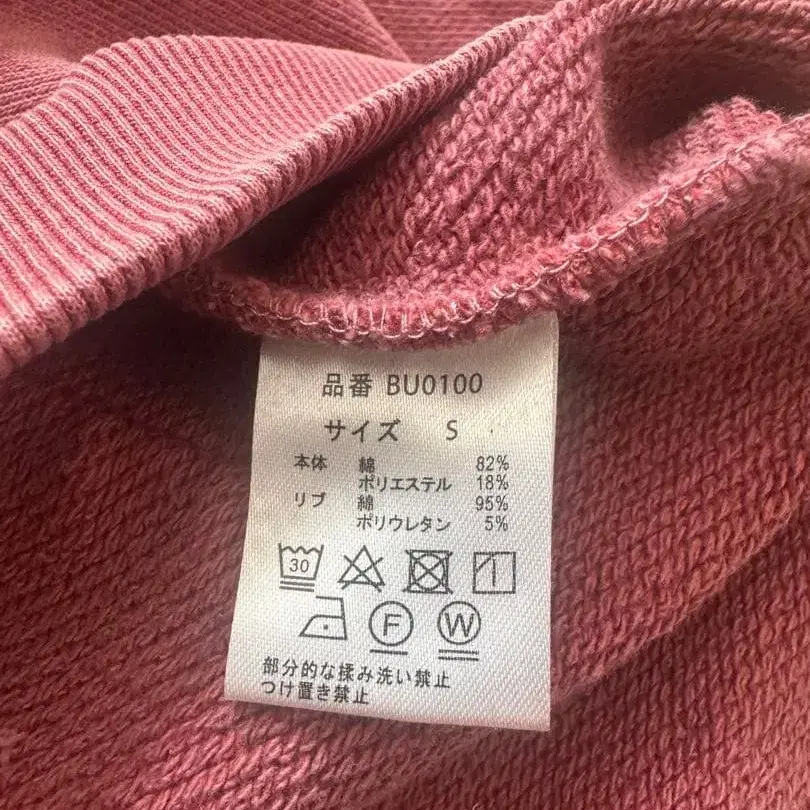 品番 BU0100
サイズ S
本体 綿 82%
ポリエステル 18%
リブ 綿 95%
ポリウレタン 5%
30
F W
部分的な揉み洗い禁止
つけ置き禁止